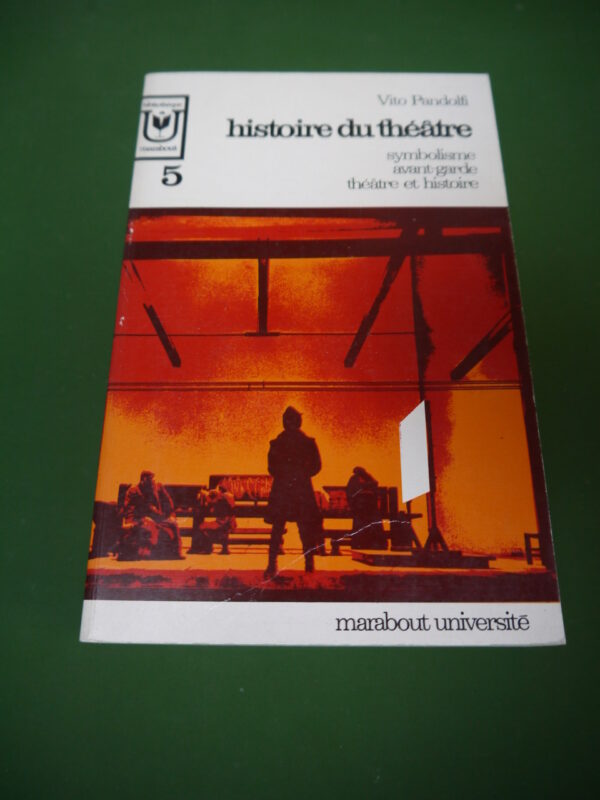 Vito Pandolfi
histoire du théâtre
symbolisme
avant garde
théâtre et histoire
bibliothèque
marabout
5
marabout université